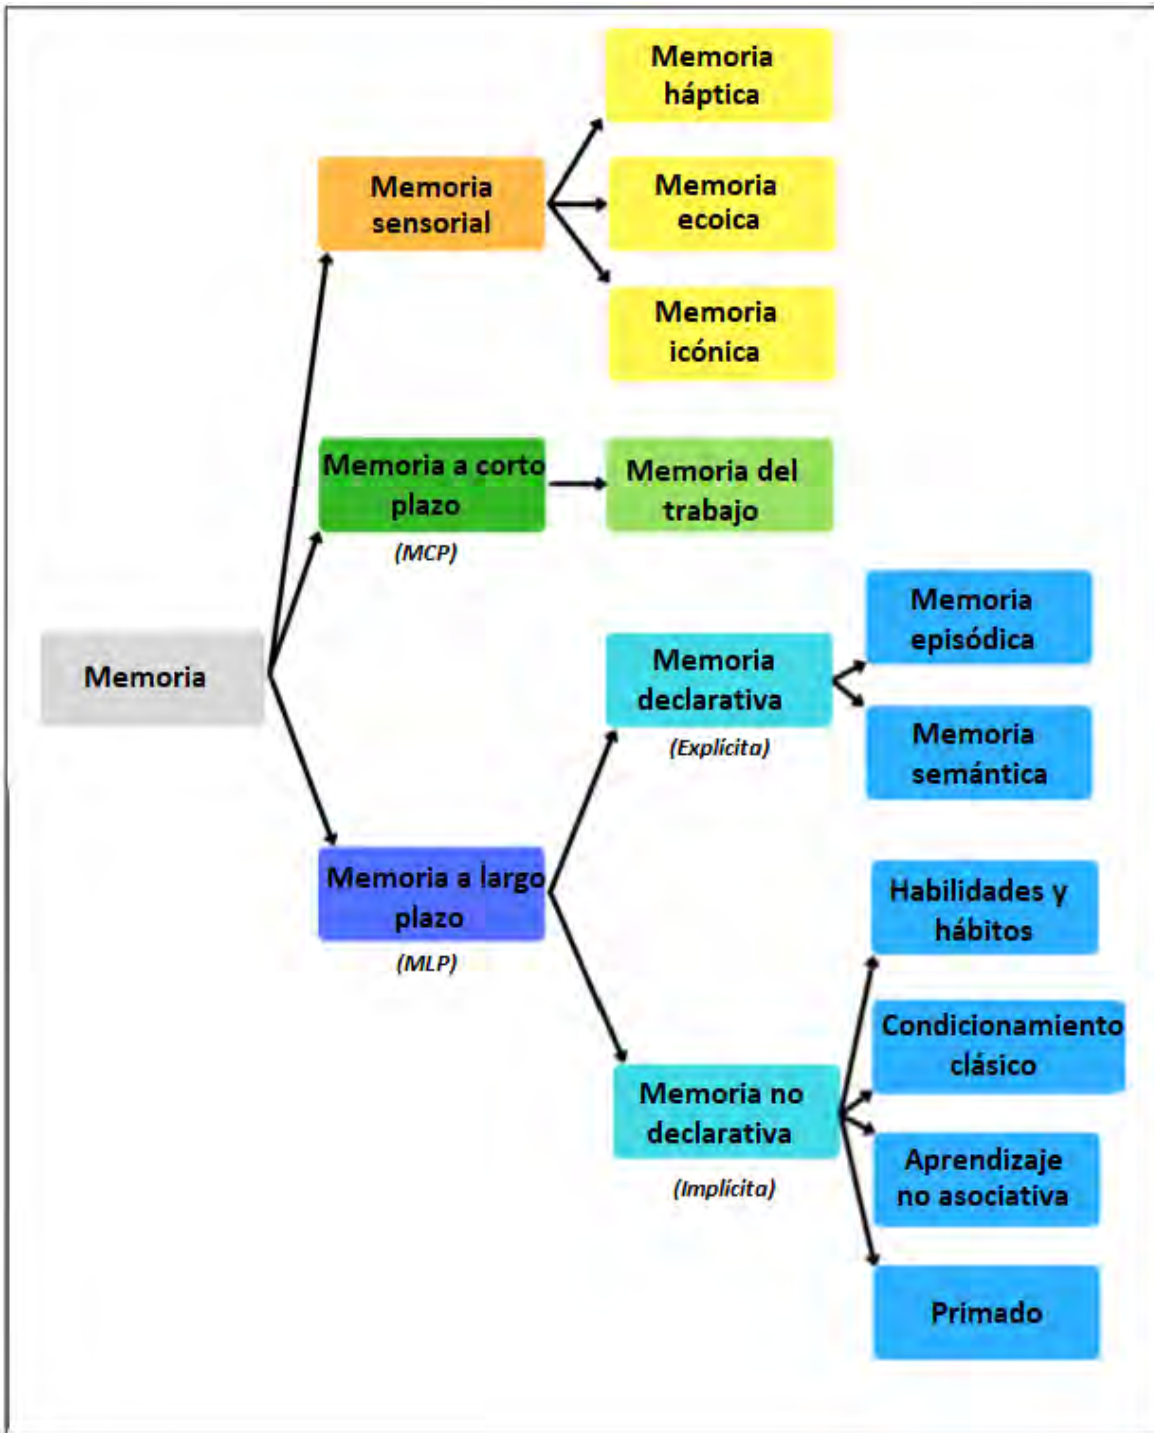 Memoria
háptica
Memoria
sensorial
Memoria
ecoica
Memoria
icónica
Memoria a corto
plazo
(MCP)
Memoria del
trabajo
Memoria
Memoria
declarativa
(Explícita)
Memoria
episódica
Memoria
semántica
Memoria a largo
plazo
(MLP)
Habilidades y
hábitos
Condicionamiento
clásico
Memoria no
declarativa
(Implícita)
Aprendizaje
no asociativa
Primado